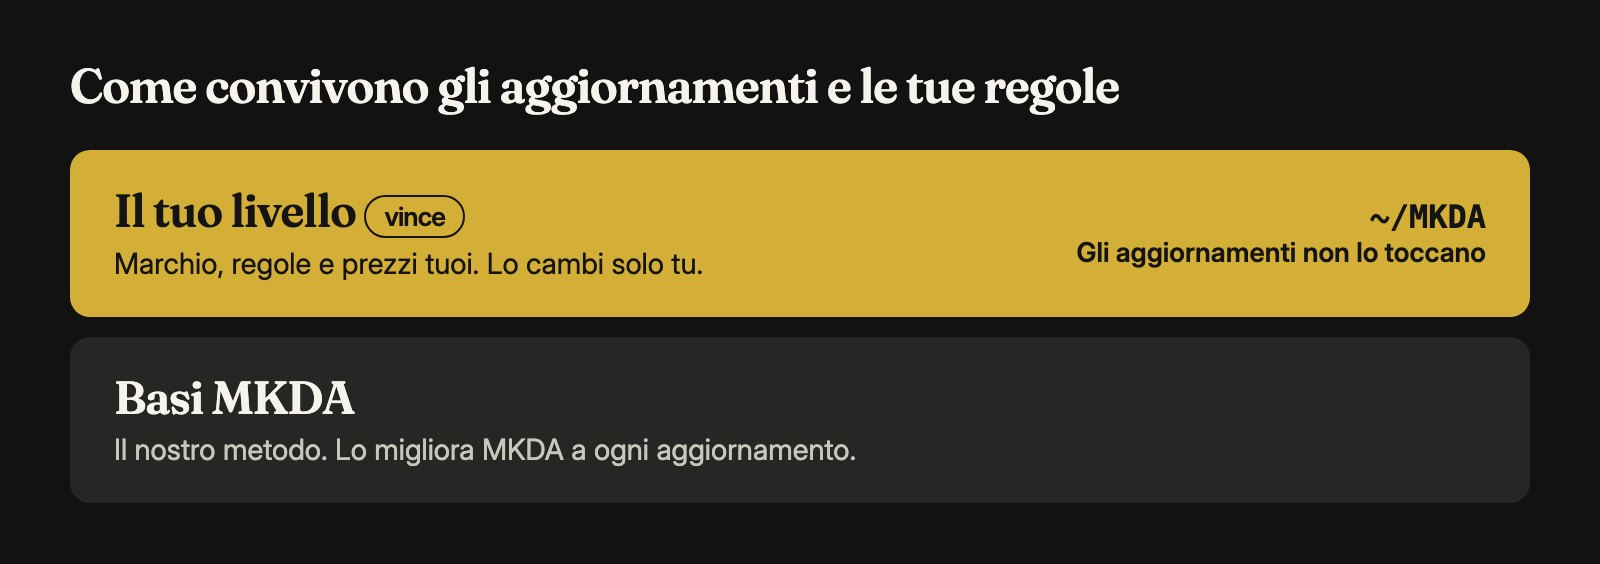 Come convivono gli aggiornamenti e le tue regole
Il tuo livello vince
Marchio, regole e prezzi tuoi. Lo cambi solo tu.
~/MKDA
Gli aggiornamenti non lo toccano
Basi MKDA
Il nostro metodo. Lo migliora MKDA a ogni aggiornamento.